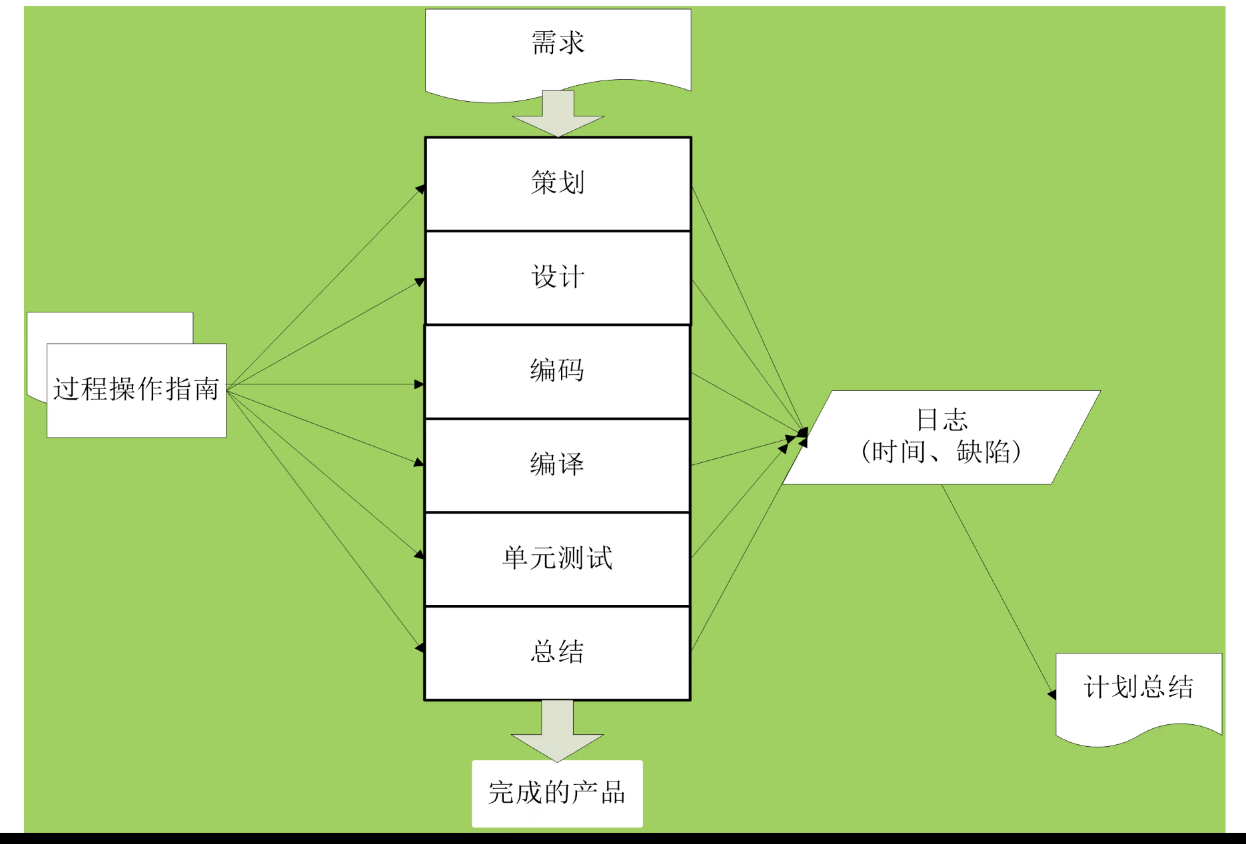 需求
策划
设计
编码
编译
单元测试
总结
完成的产品
过程操作指南
日志
(时间、缺陷)
计划总结